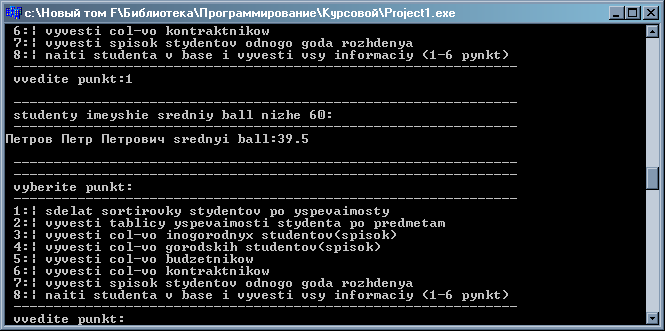 c:\Новый том F\Библиотека\Программирование\Курсовой\Project1.exe
6:¦ vyvesti col-vo kontraktnikow
7:¦ vyvesti spisok stydentov odnogo goda rozhdenya
8:¦ naiti studenta v base i vyvesti vsy informaciy (1-6 pynkt)
---------------------------------------------------------------
vvedite punkt:1
---------------------------------------------------------------
studenty imeyshie sredniy ball nizhe 60:
---------------------------------------------------------------
Петров Петр Петрович srednyi ball:39.5
---------------------------------------------------------------
---------------------------------------------------------------
vyberite punkt:
---------------------------------------------------------------
1:¦ sdelat sortirovky stydentov po yspevaimosty
2:¦ vyvesti tablicy yspevaimosti studenta po predmetam
3:¦ vyvesti col-vo inogorodnyx studentov(spisok)
4:¦ vyvesti col-vo gorodskih studentov(spisok)
5:¦ vyvesti col-vo budzetnikow
6:¦ vyvesti col-vo kontraktnikow
7:¦ vyvesti spisok stydentov odnogo goda rozhdenya
8:¦ naiti studenta v base i vyvesti vsy informaciy (1-6 pynkt)
---------------------------------------------------------------
vvedite punkt: